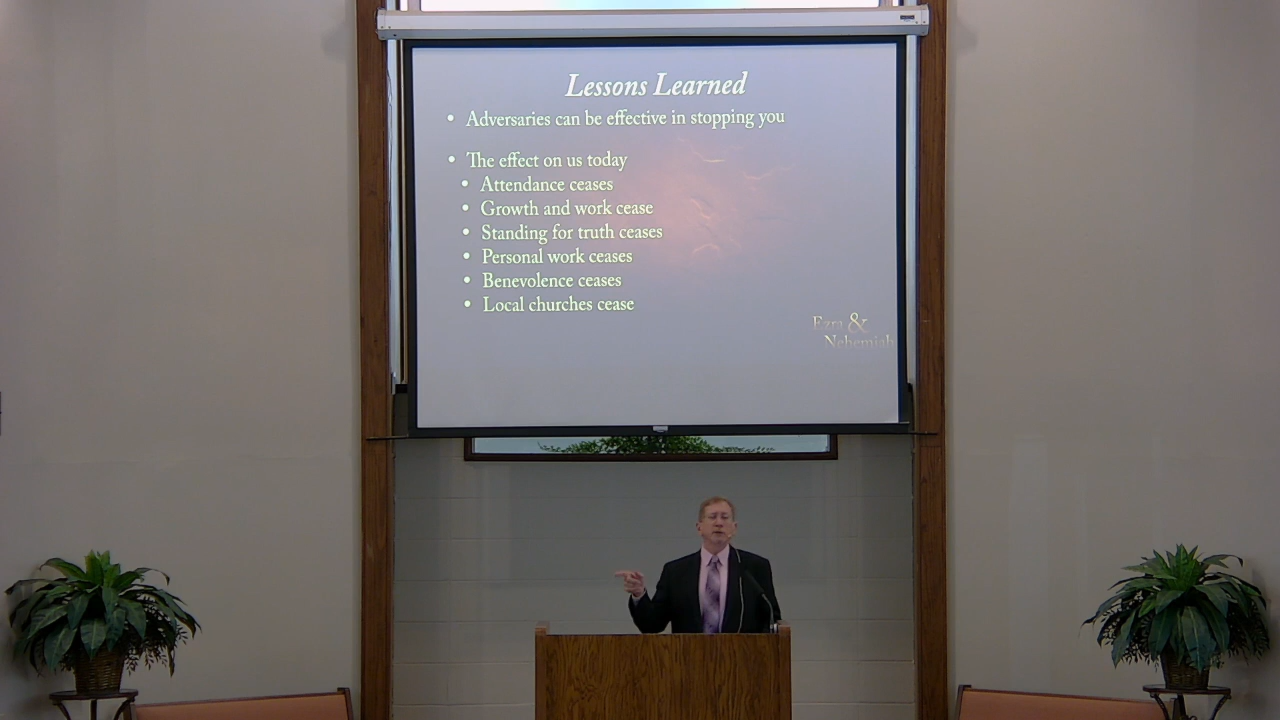 Lessons Learned
• Adversaries can be effective in stopping you
• The effect on us today
• Attendance ceases
• Growth and work cease
• Standing for truth ceases
• Personal work ceases
• Benevolence ceases
• Local churches cease
Ezra &
Nehemiah